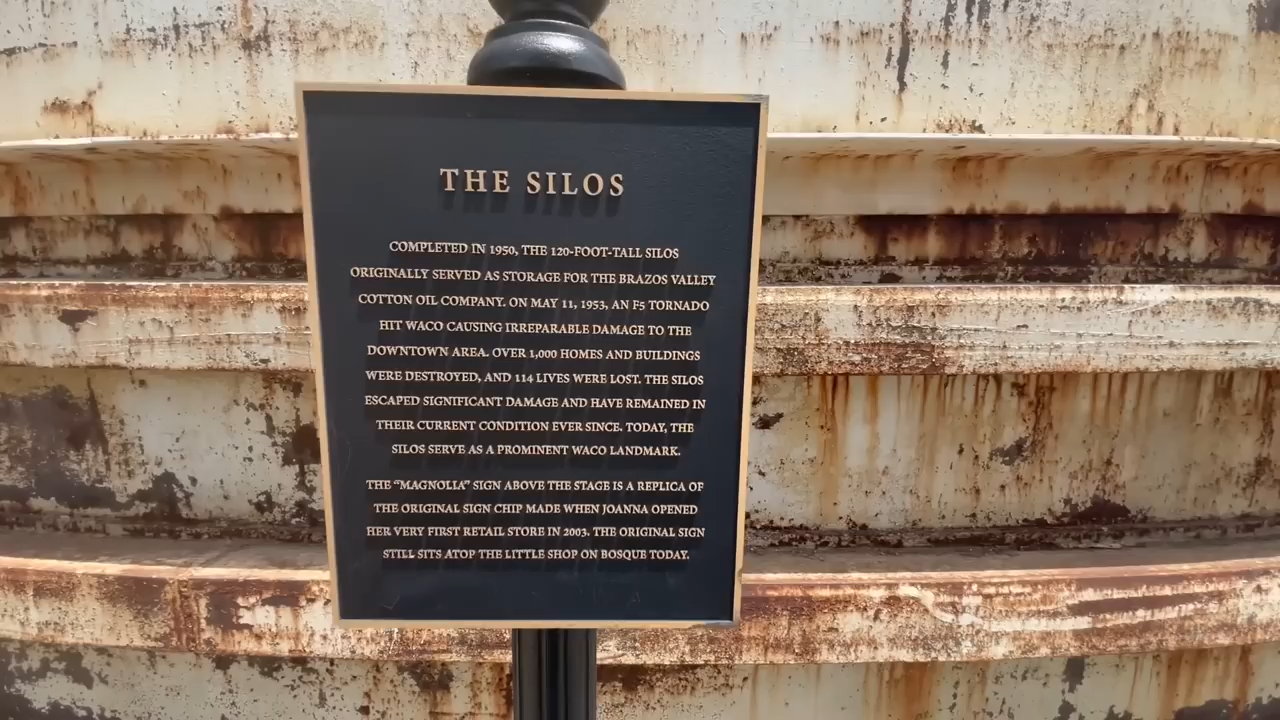 THE SILOS
COMPLETED IN 1950, THE 120-FOOT-TALL SILOS
ORIGINALLY SERVED AS STORAGE FOR THE BRAZOS VALLEY
COTTON OIL COMPANY. ON MAY 11, 1953, AN F5 TORNADO
HIT WACO CAUSING IRREPARABLE DAMAGE TO THE
DOWNTOWN AREA. OVER 1,000 HOMES AND BUILDINGS
WERE DESTROYED, AND 114 LIVES WERE LOST. THE SILOS
ESCAPED SIGNIFICANT DAMAGE AND HAVE REMAINED IN
THEIR CURRENT CONDITION EVER SINCE. TODAY, THE
SILOS SERVE AS A PROMINENT WACO LANDMARK.
THE “MAGNOLIA” SIGN ABOVE THE STAGE IS A REPLICA OF
THE ORIGINAL SIGN CHIP MADE WHEN JOANNA OPENED
HER VERY FIRST RETAIL STORE IN 2003. THE ORIGINAL SIGN
STILL SITS ATOP THE LITTLE SHOP ON BOSQUE TODAY.